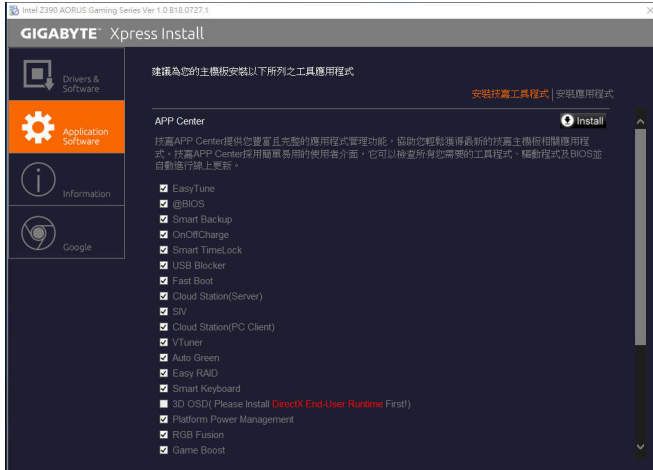 Intel Z390 AORUS Gaming Series Ver 1.0 B18.0727.1
GIGABYTE™ Xpress Install
Drivers &
Software
Application
Software
Information
Google
建議為您的主機板安裝以下所列之工具應用程式
安裝技嘉工具程式|安裝應用程式
APP Center
Install
技嘉APP Center提供您豐富且完整的應用程式管理功能，協助您輕鬆獲得最新的技嘉主機板相關應用程
式。技嘉APP Center採用簡單易用的使用者介面，它可以檢查所有您需要的工具程式、驅動程式及BIOS並
自動進行線上更新。
EasyTune
@BIOS
Smart Backup
OnOffCharge
Smart TimeLock
USB Blocker
Fast Boot
Cloud Station(Server)
SIV
Cloud Station(PC Client)
VTuner
Auto Green
Easy RAID
Smart Keyboard
3D OSD( Please Install DirectX End-User Runtime First!)
Platform Power Management
RGB Fusion
Game Boost